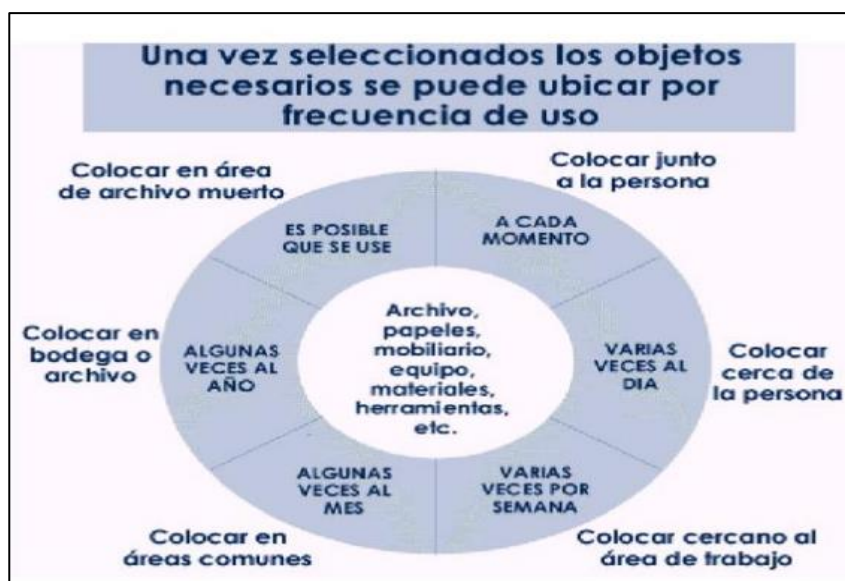 Una vez seleccionados los objetos
necesarios se puede ubicar por
frecuencia de uso
Colocar en área
de archivo muerto
Colocar junto
a la persona
ES POSIBLE
QUE SE USE
A CADA
MOMENTO
Colocar en
bodega o
archivo
ALGUNAS
VECES AL
AÑO
Archivo,
papeles,
mobiliario,
equipo,
materiales,
herramientas,
etc.
VARIAS
VECES AL
DIA
Colocar
cerca de
la persona
ALGUNAS
VECES AL
MES
VARIAS
VECES POR
SEMANA
Colocar en
áreas comunes
Colocar cercano al
área de trabajo